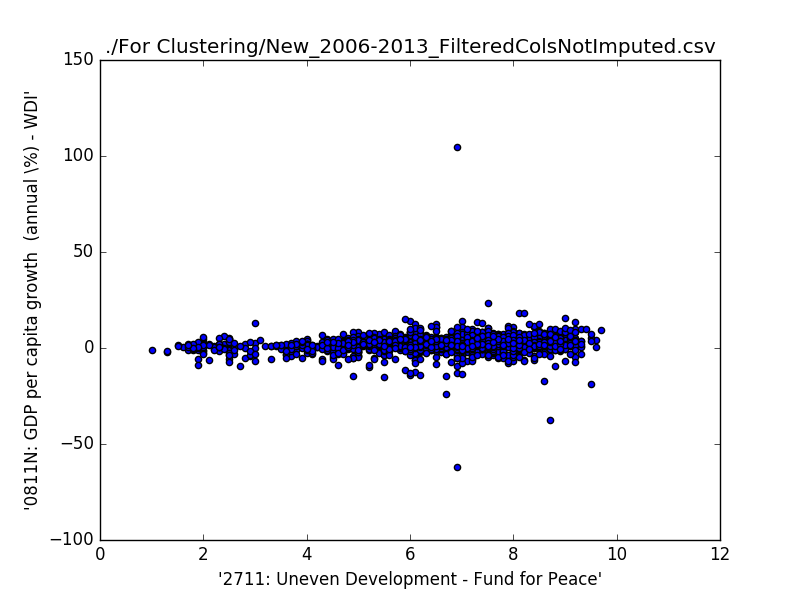 ./For Clustering/New_2006-2013_FilteredColsNotImputed.csv
150
100
50
0
−50
−100
'0811N: GDP per capita growth  (annual \%) - WDI'
0 2 4 6 8 10 12
'2711: Uneven Development - Fund for Peace'